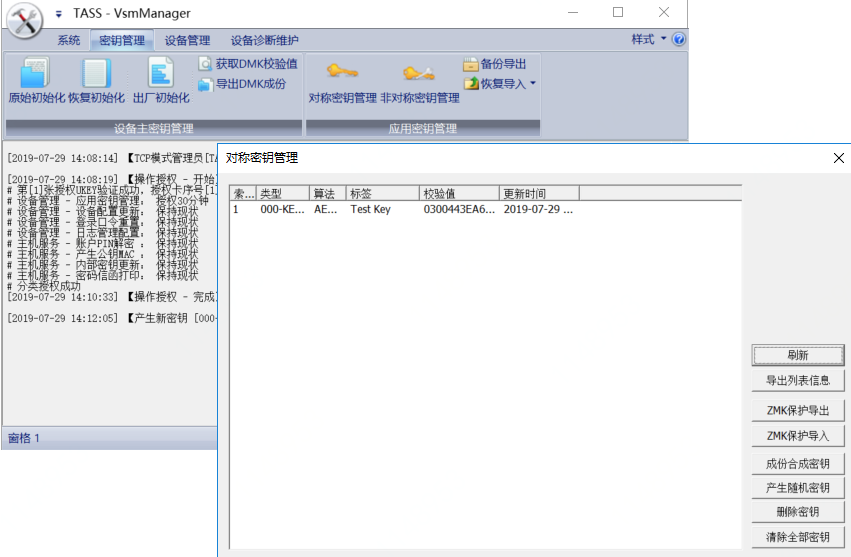 TASS - VsmManager
系统 密钥管理 设备管理 设备诊断维护 样式
原始初始化 恢复初始化 出厂初始化 获取DMK校验值 导出DMK成份
设备主密钥管理
对称密钥管理 非对称密钥管理 备份导出 恢复导入
应用密钥管理
[2019-07-29 14:08:14] 【TCP模式管理员[TA
[2019-07-29 14:08:19] 【操作授权 - 开始]
# 第[1]张授权UKEY验证成功, 授权卡序号[1]
# 设备管理 - 应用密钥管理: 授权30分钟
# 设备管理 - 设备配置更新: 保持现状
# 设备管理 - 登录口令重置: 保持现状
# 设备管理 - 日志管理配置: 保持现状
# 主机服务 - 账户PIN解密 : 保持现状
# 主机服务 - 产生公钥MAC : 保持现状
# 主机服务 - 内部密钥更新: 保持现状
# 主机服务 - 密码信函打印: 保持现状
# 分类授权成功
[2019-07-29 14:10:33] 【操作授权 - 完成]
[2019-07-29 14:12:05] 【产生新密钥 [000-
窗格 1
对称密钥管理
索... 类型 算法 标签 校验值 更新时间
1 000-KE... AE... Test Key 0300443EA6... 2019-07-29 ...
刷新
导出列表信息
ZMK保护导出
ZMK保护导入
成份合成密钥
产生随机密钥
删除密钥
清除全部密钥